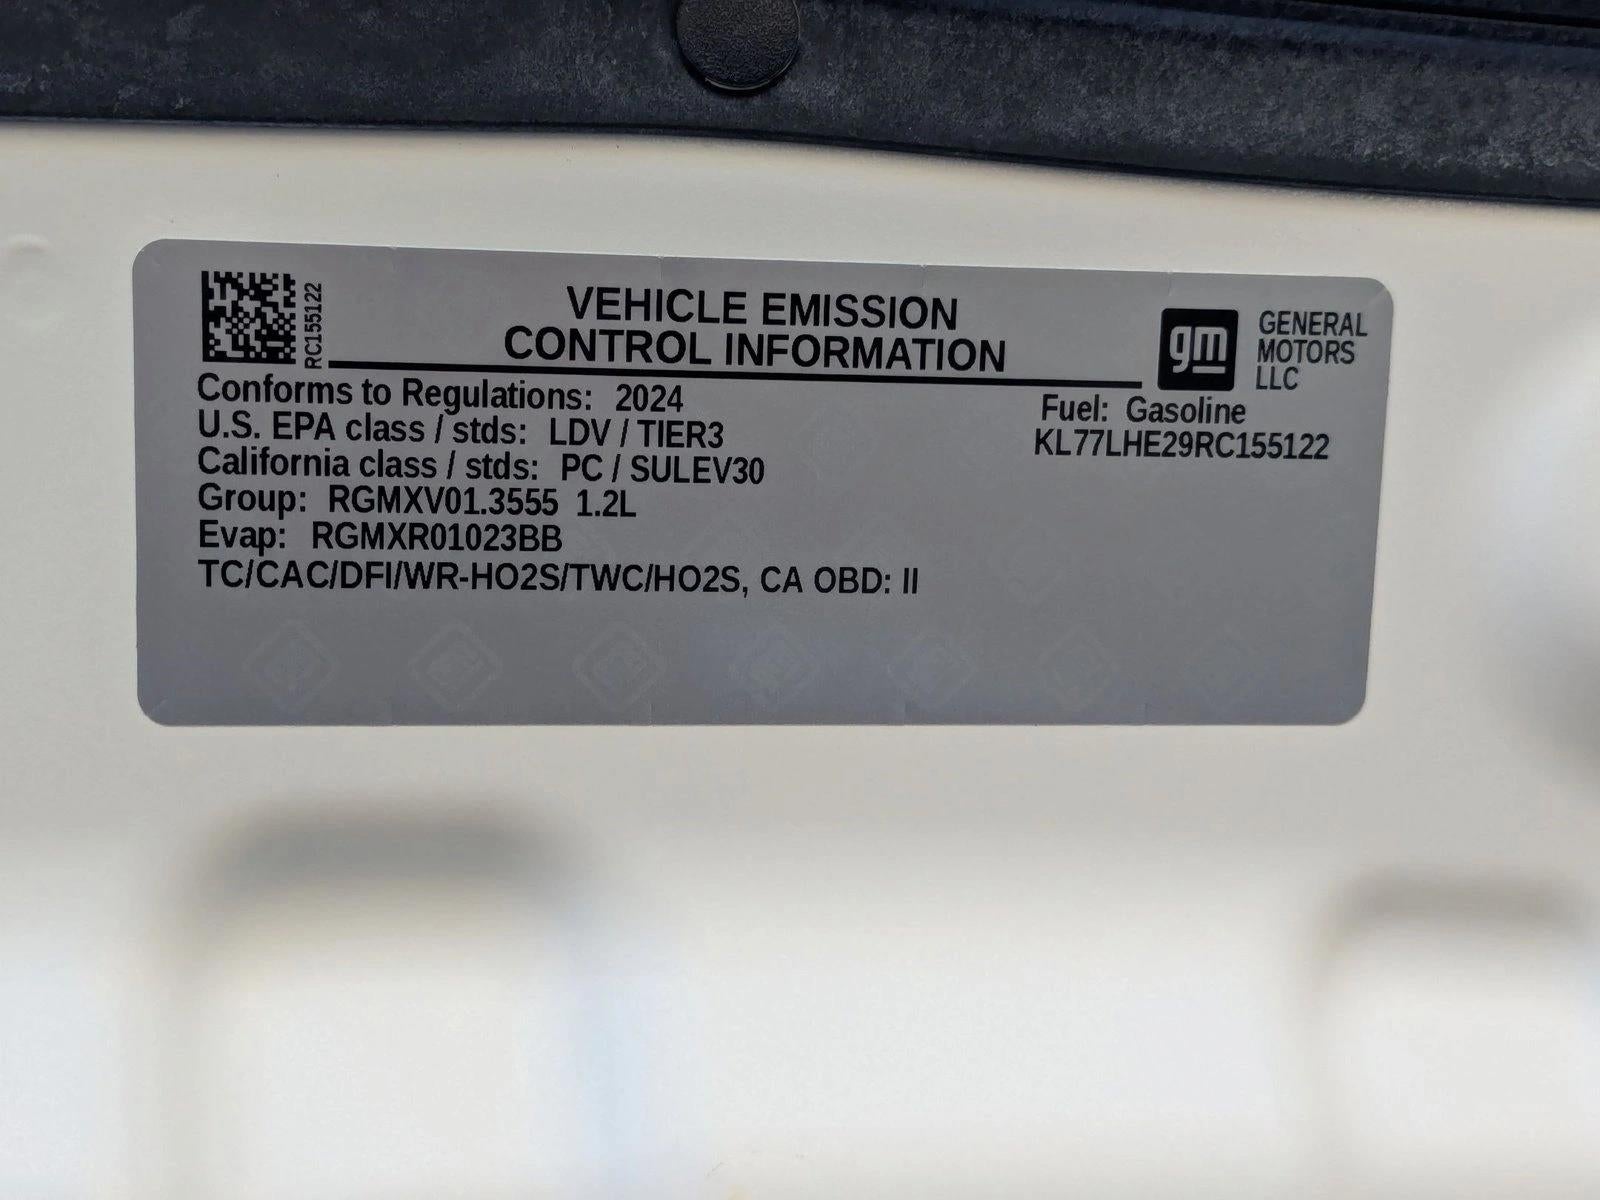 RC155122
VEHICLE EMISSION
CONTROL INFORMATION
gm
GENERAL
MOTORS
LLC
Conforms to Regulations: 2024
Fuel: Gasoline
U.S. EPA class / stds: LDV / TIER3
KL77LHE29RC155122
California class / stds: PC / SULEV30
Group: RGMXV01.3555 1.2L
Evap: RGMXR01023BB
TC/CAC/DFI/WR-HO2S/TWC/HO2S, CA OBD: II